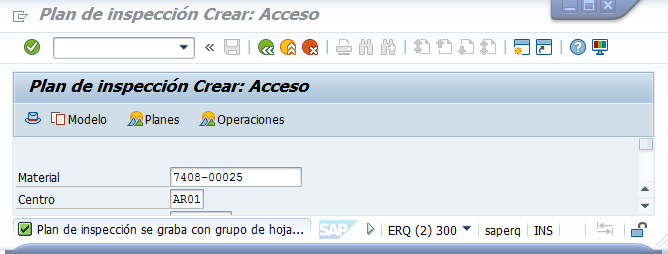 Plan de inspección Crear: Acceso
Plan de inspección Crear: Acceso
Modelo Planes Operaciones
Material 7408-00025
Centro AR01
Plan de inspección se graba con grupo de hoja... SAP ERQ (2) 300 saperq INS